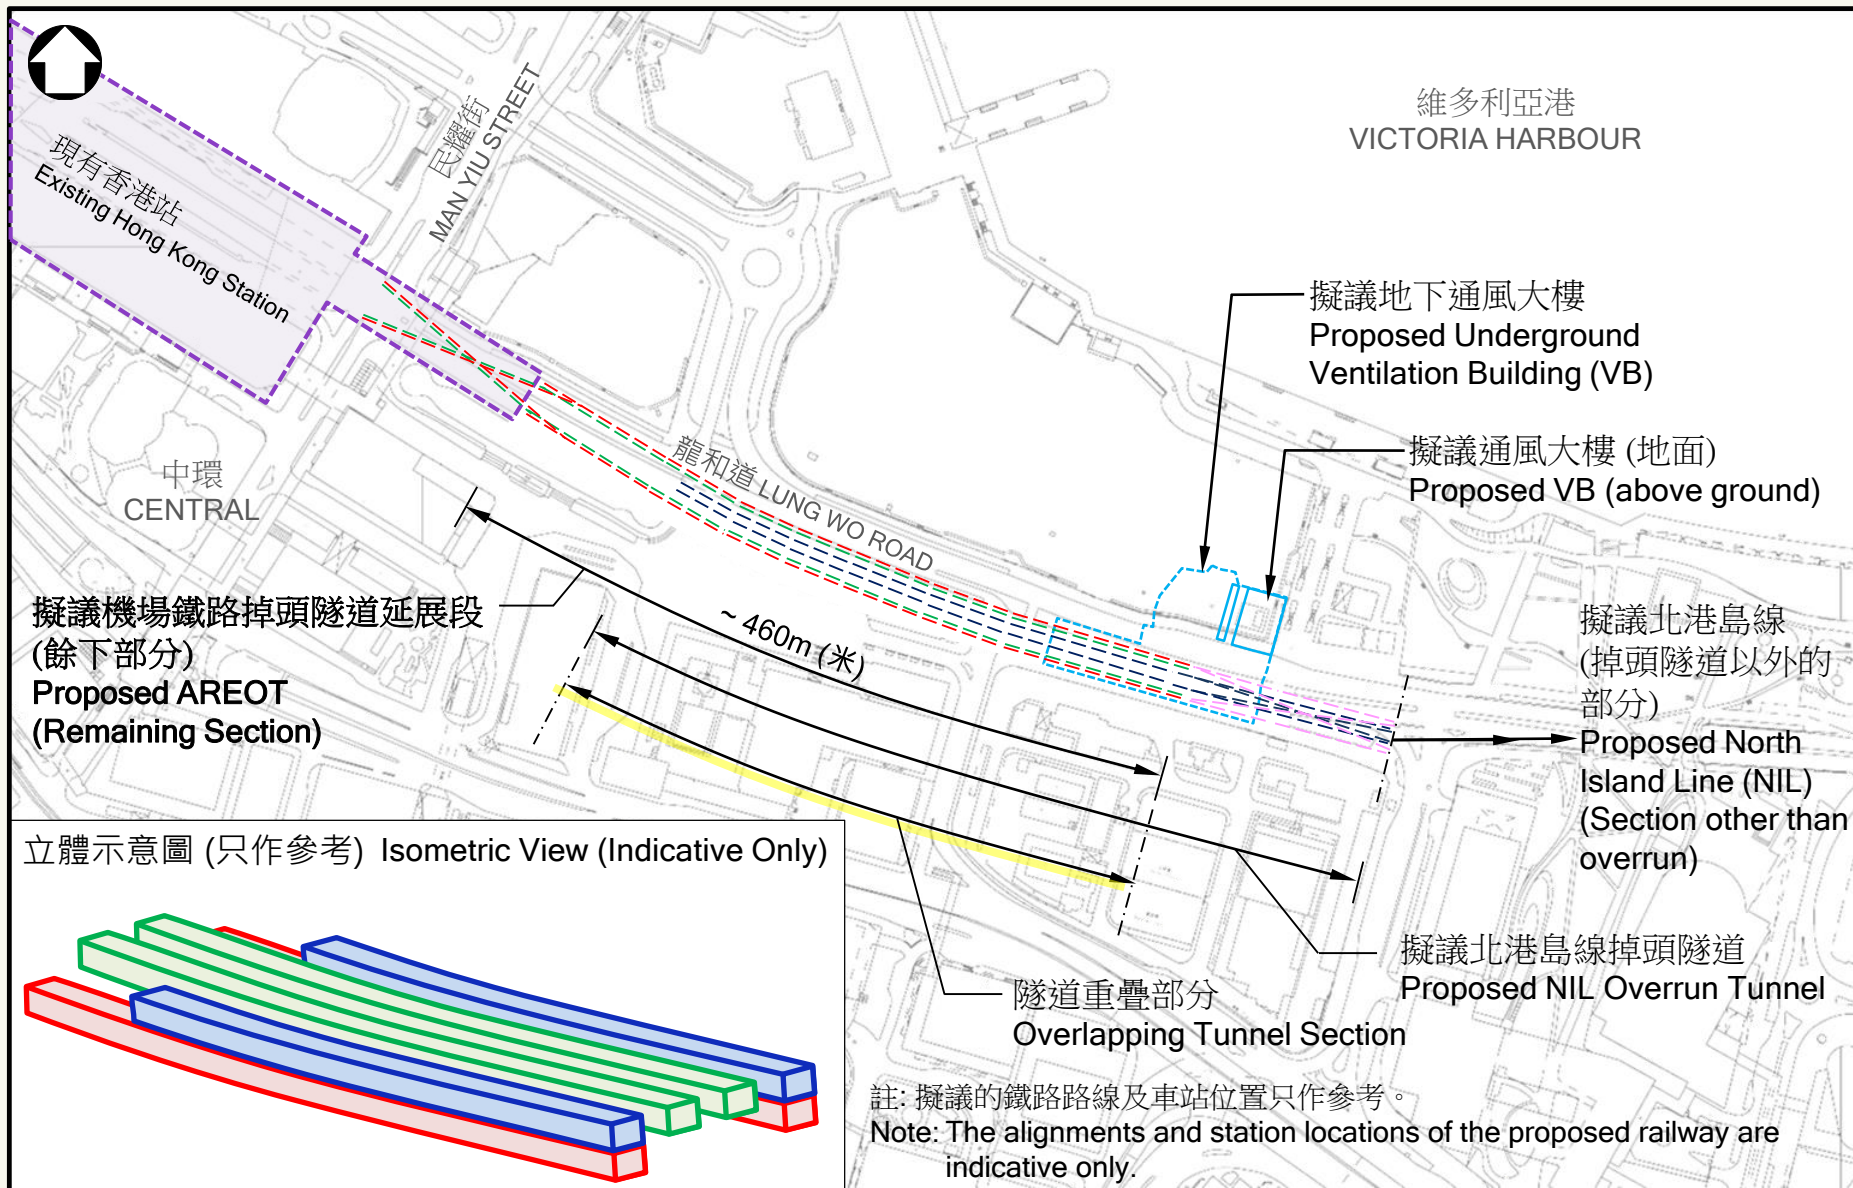 維多利亞港
VICTORIA HARBOUR
民耀街
MAN YIU STREET
現有香港站
Existing Hong Kong Station
擬議地下通風大樓
Proposed Underground
Ventilation Building (VB)
擬議通風大樓 (地面)
Proposed VB (above ground)
中環
CENTRAL
龍和道 LUNG WO ROAD
擬議機場鐵路掉頭隧道延展段
(餘下部分)
Proposed AREOT
(Remaining Section)
~ 460m (米)
擬議北港島線
(掉頭隧道以外的
部分)
Proposed North
Island Line (NIL)
(Section other than
overrun)
擬議北港島線掉頭隧道
Proposed NIL Overrun Tunnel
隧道重疊部分
Overlapping Tunnel Section
立體示意圖 (只作參考) Isometric View (Indicative Only)
註: 擬議的鐵路路線及車站位置只作參考。
Note: The alignments and station locations of the proposed railway are
indicative only.